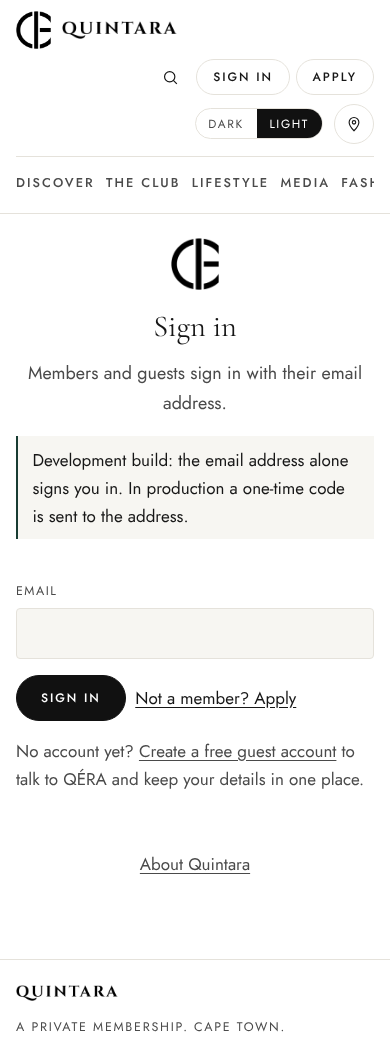 QUINTARA
SIGN IN
APPLY
DARK
LIGHT
DISCOVER THE CLUB LIFESTYLE MEDIA FASH
Sign in
Members and guests sign in with their email
address.
Development build: the email address alone
signs you in. In production a one-time code
is sent to the address.
EMAIL
SIGN IN
Not a member? Apply
No account yet? Create a free guest account to
talk to QÉRA and keep your details in one place.
About Quintara
QUINTARA
A PRIVATE MEMBERSHIP. CAPE TOWN.